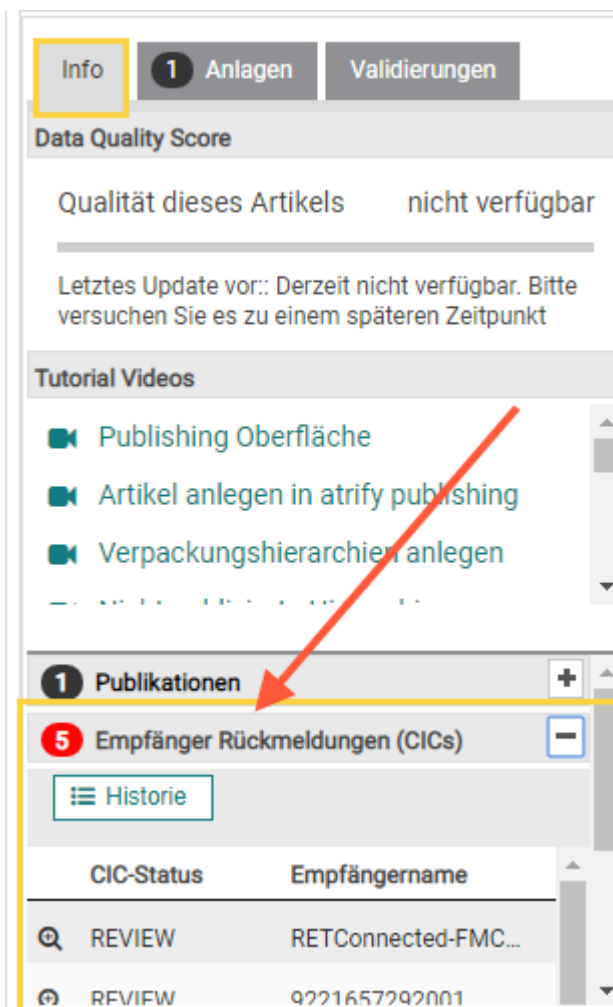 Info
1 Anlagen
Validierungen
Data Quality Score
Qualität dieses Artikels nicht verfügbar
Letztes Update vor:: Derzeit nicht verfügbar. Bitte
versuchen Sie es zu einem späteren Zeitpunkt
Tutorial Videos
Publishing Oberfläche
Artikel anlegen in atrify publishing
Verpackungshierarchien anlegen
1 Publikationen
5 Empfänger Rückmeldungen (CICs)
Historie
CIC-Status Empfängername
REVIEW RETConnected-FMC...
REVIEW 9221657292001